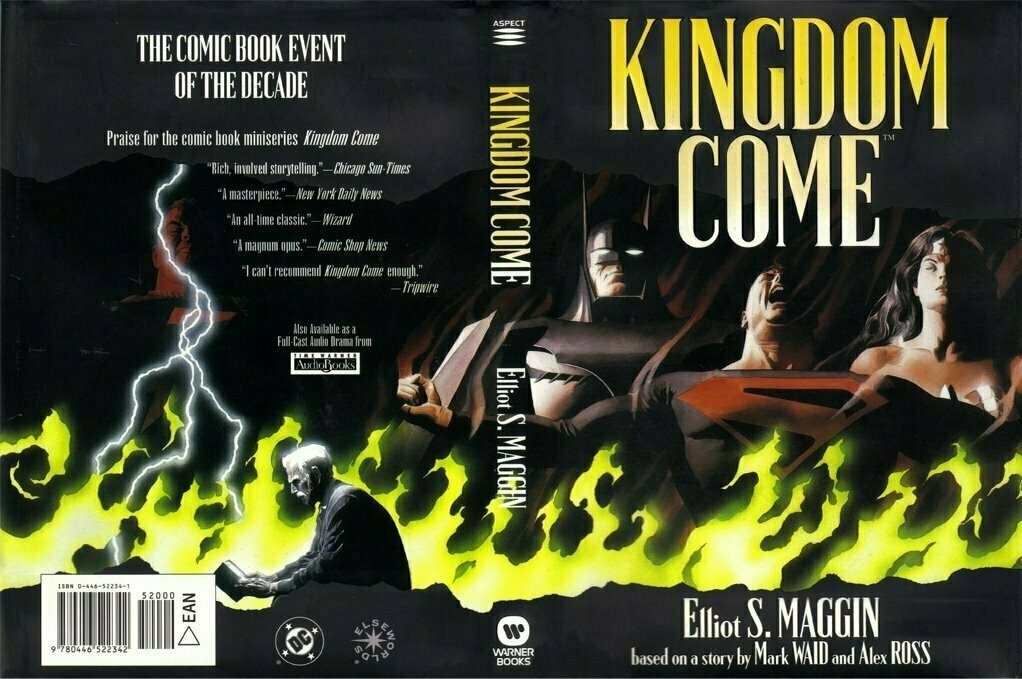 THE COMIC BOOK EVENT
OF THE DECADE
Praise for the comic book miniseries Kingdom Come
“Rich, involved storytelling.”—Chicago Sun-Times
“A masterpiece.”—New York Daily News
“An all-time classic.”—Wizard
“A magnum opus.”—Comic Shop News
“I can't recommend Kingdom Come enough.”
—Tripwire
Also Available as a
Full-Cast Audio Drama from
TIME WARNER
AudioBooks
ISBN 0-446-52234-1
52000
9 780446 522342
EAN
DC
ELSEWORLDS
ASPECT
KINGDOM COME
Elliot S. MAGGIN
WARNER
BOOKS
KINGDOM
COME™
Elliot S. MAGGIN
based on a story by Mark WAID and Alex ROSS